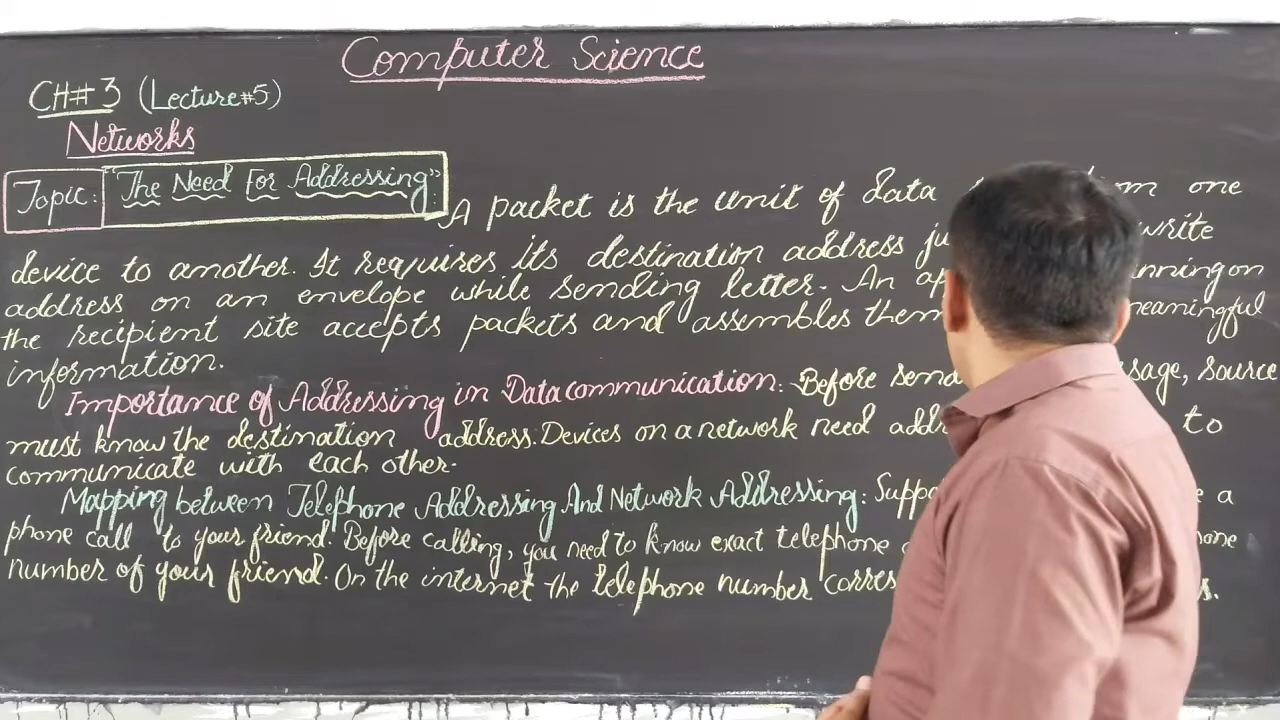 Computer Science
CH#3 (Lecture#5)
Networks
Topic: "The Need For Addressing"
A packet is the unit of data one
device to another. It requires its destination address write
address on an envelope while sending letter. An on
the recipient site accepts packets and assembles them meaningful
information.
Importance of Addressing in Data communication: Before source
must know the destination address. Devices on a network need to
communicate with each other.
Mapping between Telephone Addressing And Network Addressing: a
phone call to your friend. Before calling, you need to know exact telephone
number of your friend. On the internet the telephone number